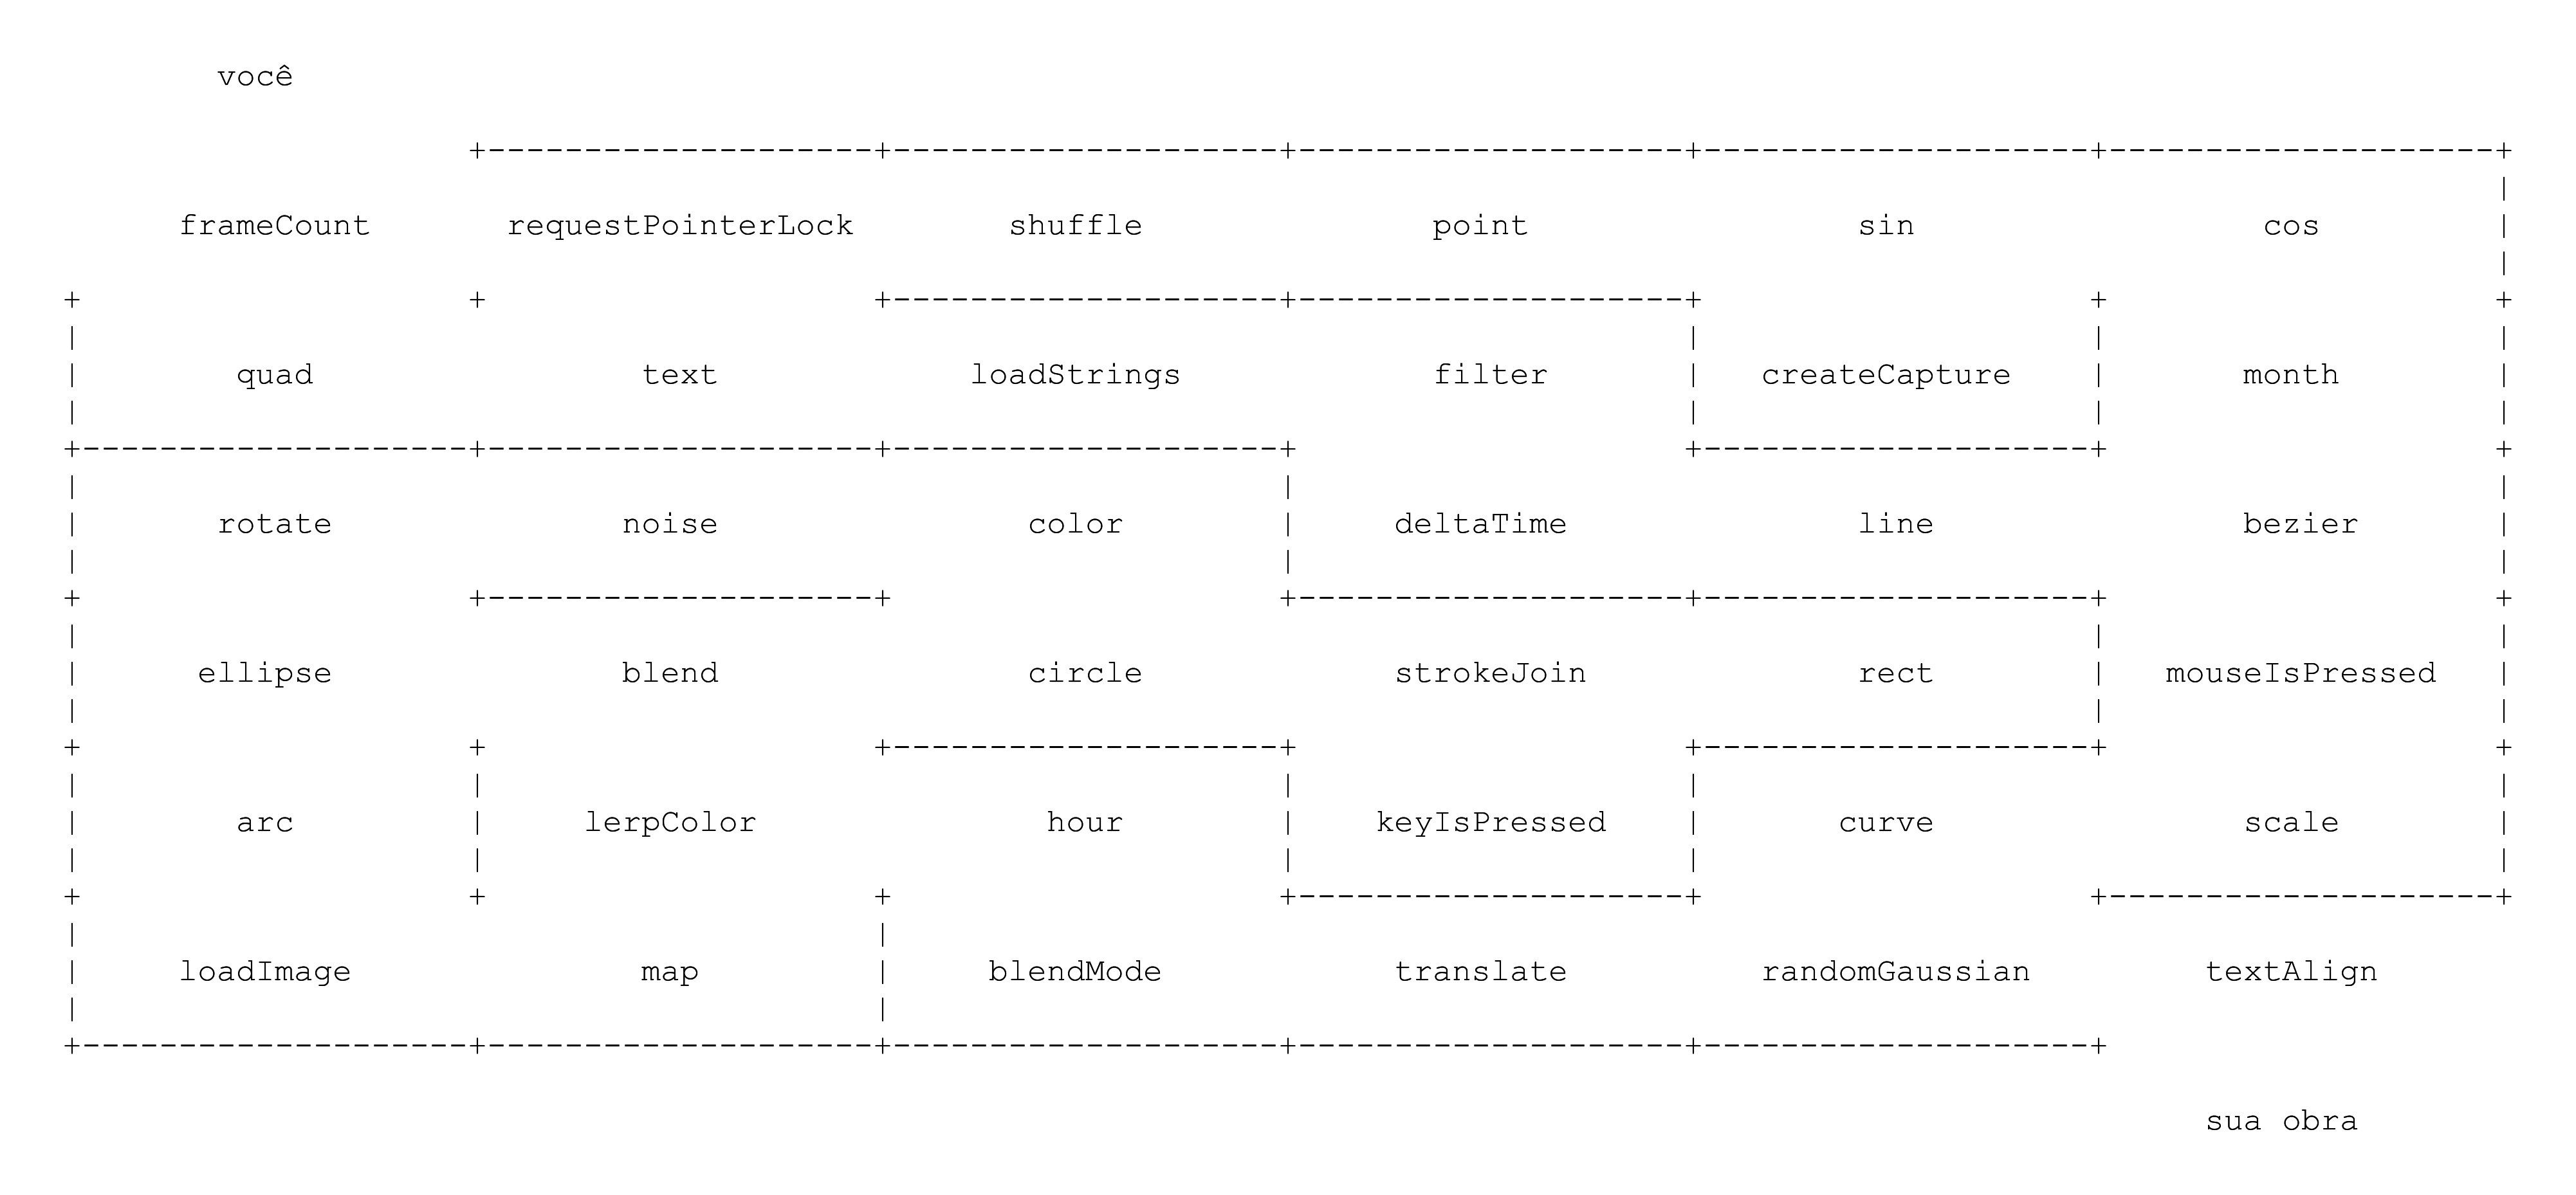 você
frameCount requestPointerLock shuffle point sin cos
quad text loadStrings filter createCapture month
rotate noise color deltaTime line bezier
ellipse blend circle strokeJoin rect mouseIsPressed
arc lerpColor hour keyIsPressed curve scale
loadImage map blendMode translate randomGaussian textAlign
sua obra